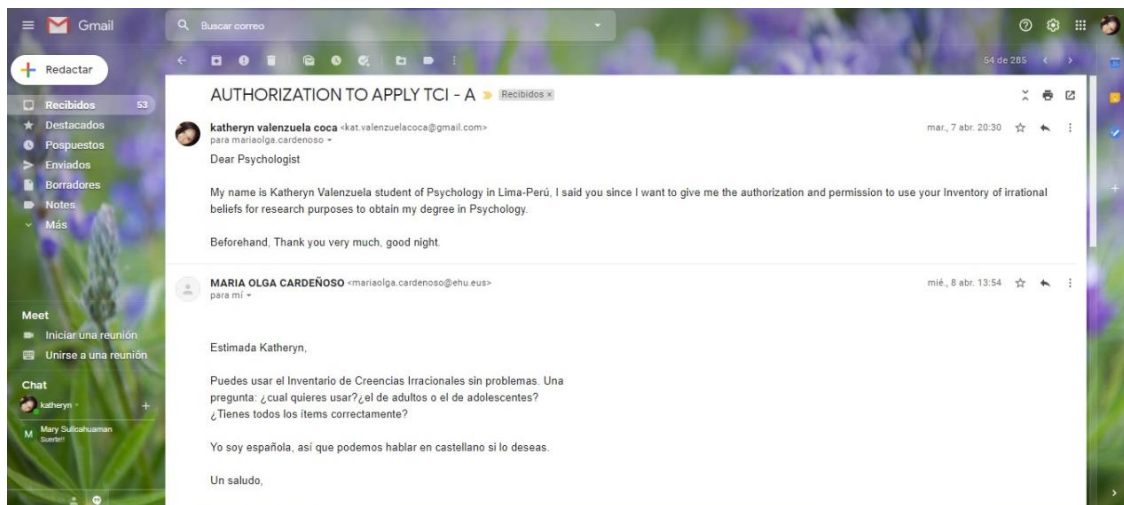 Gmail
Buscar correo
Redactar
54 de 285
Recibidos 53
Destacados
Pospuestos
Enviados
Borradores
Notes
Más
Meet
Iniciar una reunión
Unirse a una reunión
Chat
katheryn
M Mary Sullcahuaman
Suerte!!
AUTHORIZATION TO APPLY TCI - A Recibidos x
katheryn valenzuela coca <kat.valenzuelacoca@gmail.com> mar., 7 abr. 20:30
para mariaolga.cardenoso
Dear Psychologist
My name is Katheryn Valenzuela student of Psychology in Lima-Perú, I said you since I want to give me the authorization and permission to use your Inventory of irrational
beliefs for research purposes to obtain my degree in Psychology.
Beforehand, Thank you very much, good night.
MARIA OLGA CARDEÑOSO <mariaolga.cardenoso@ehu.eus> mié., 8 abr. 13:54
para mí
Estimada Katheryn,
Puedes usar el Inventario de Creencias Irracionales sin problemas. Una
pregunta: ¿cual quieres usar?¿el de adultos o el de adolescentes?
¿Tienes todos los ítems correctamente?
Yo soy española, así que podemos hablar en castellano si lo deseas.
Un saludo,